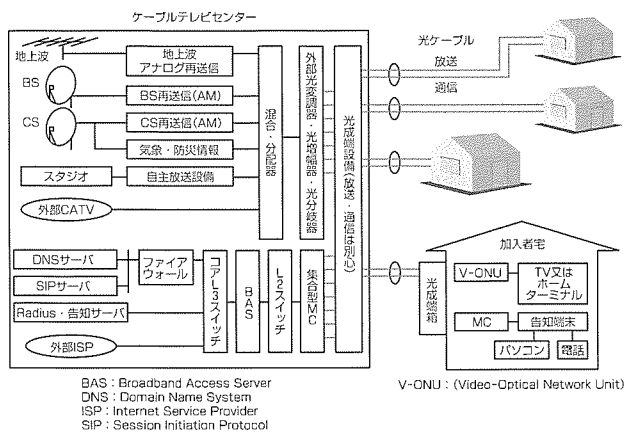 ケーブルテレビセンター
地上波
地上波
アナログ再送信
BS
BS再送信(AM)
CS
CS再送信(AM)
気象・防災情報
スタジオ
自主放送設備
外部CATV
混合・分配器
外部光変調器・光増幅器・光分岐器
光成端設備(放送・通信は別心)
DNSサーバ
SIPサーバ
ファイア
ウォール
Radius・告知サーバ
外部ISP
コアL3スイッチ
BAS
L2スイッチ
集合型MC
光ケーブル
放送
通信
加入者宅
光成端箱
V-ONU
TV又は
ホーム
ターミナル
MC
告知端末
パソコン
電話
BAS : Broadband Access Server
DNS : Domain Name System
ISP : Internet Service Provider
SIP : Session Initiation Protocol
V-ONU : (Video-Optical Network Unit)